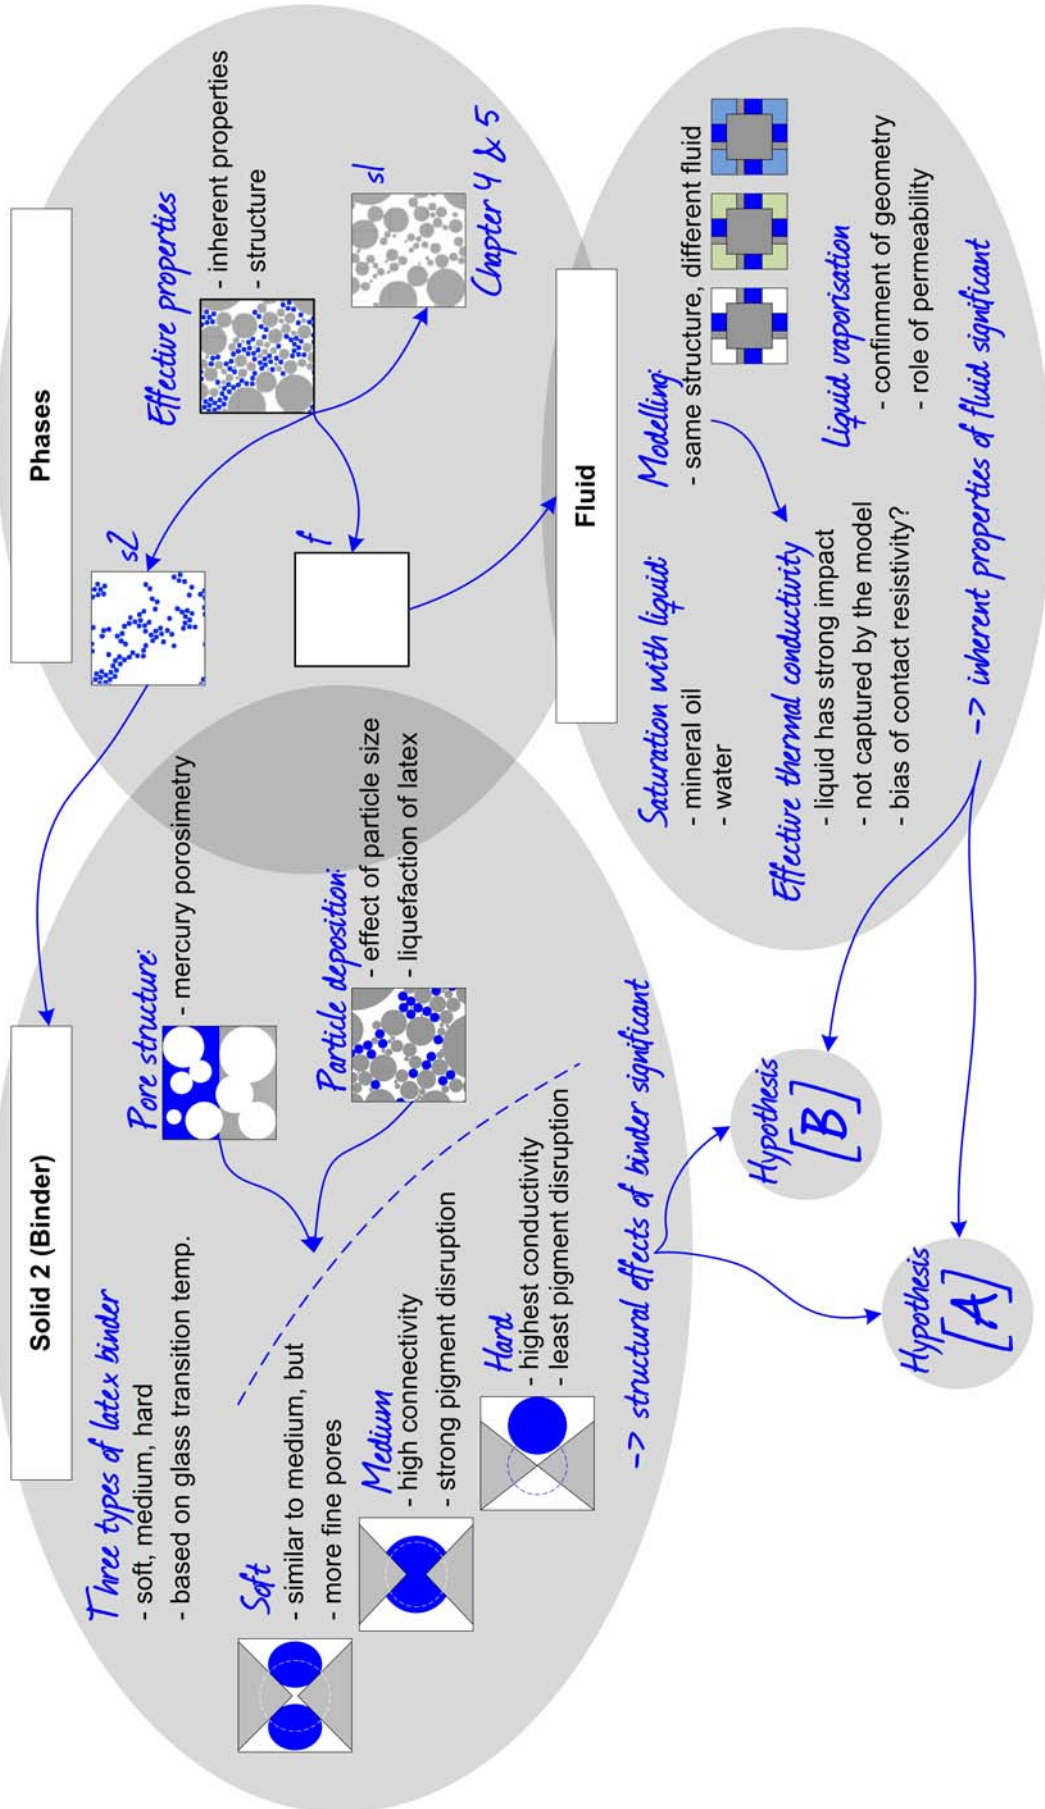 Solid 2 (Binder)
Three types of latex binder
- soft, medium, hard
- based on glass transition temp.
Pore structure:
- mercury porosimetry
Particle deposition:
- effect of particle size
- liquefaction of latex
Soft
- similar to medium, but
- more fine pores
Medium
- high connectivity
- strong pigment disruption
Hard
- highest conductivity
- least pigment disruption
-> structural effects of binder significant
Phases
s2
f
Effective properties
- inherent properties
- structure
s1
Chapter 4 & 5
Fluid
Saturation with liquid:
- mineral oil
- water
Modelling:
- same structure, different fluid
Effective thermal conductivity
- liquid has strong impact
- not captured by the model
- bias of contact resistivity?
Liquid vaporisation
- confinment of geometry
- role of permeability
-> inherent properties of fluid significant
Hypothesis
[B]
Hypothesis
[A]